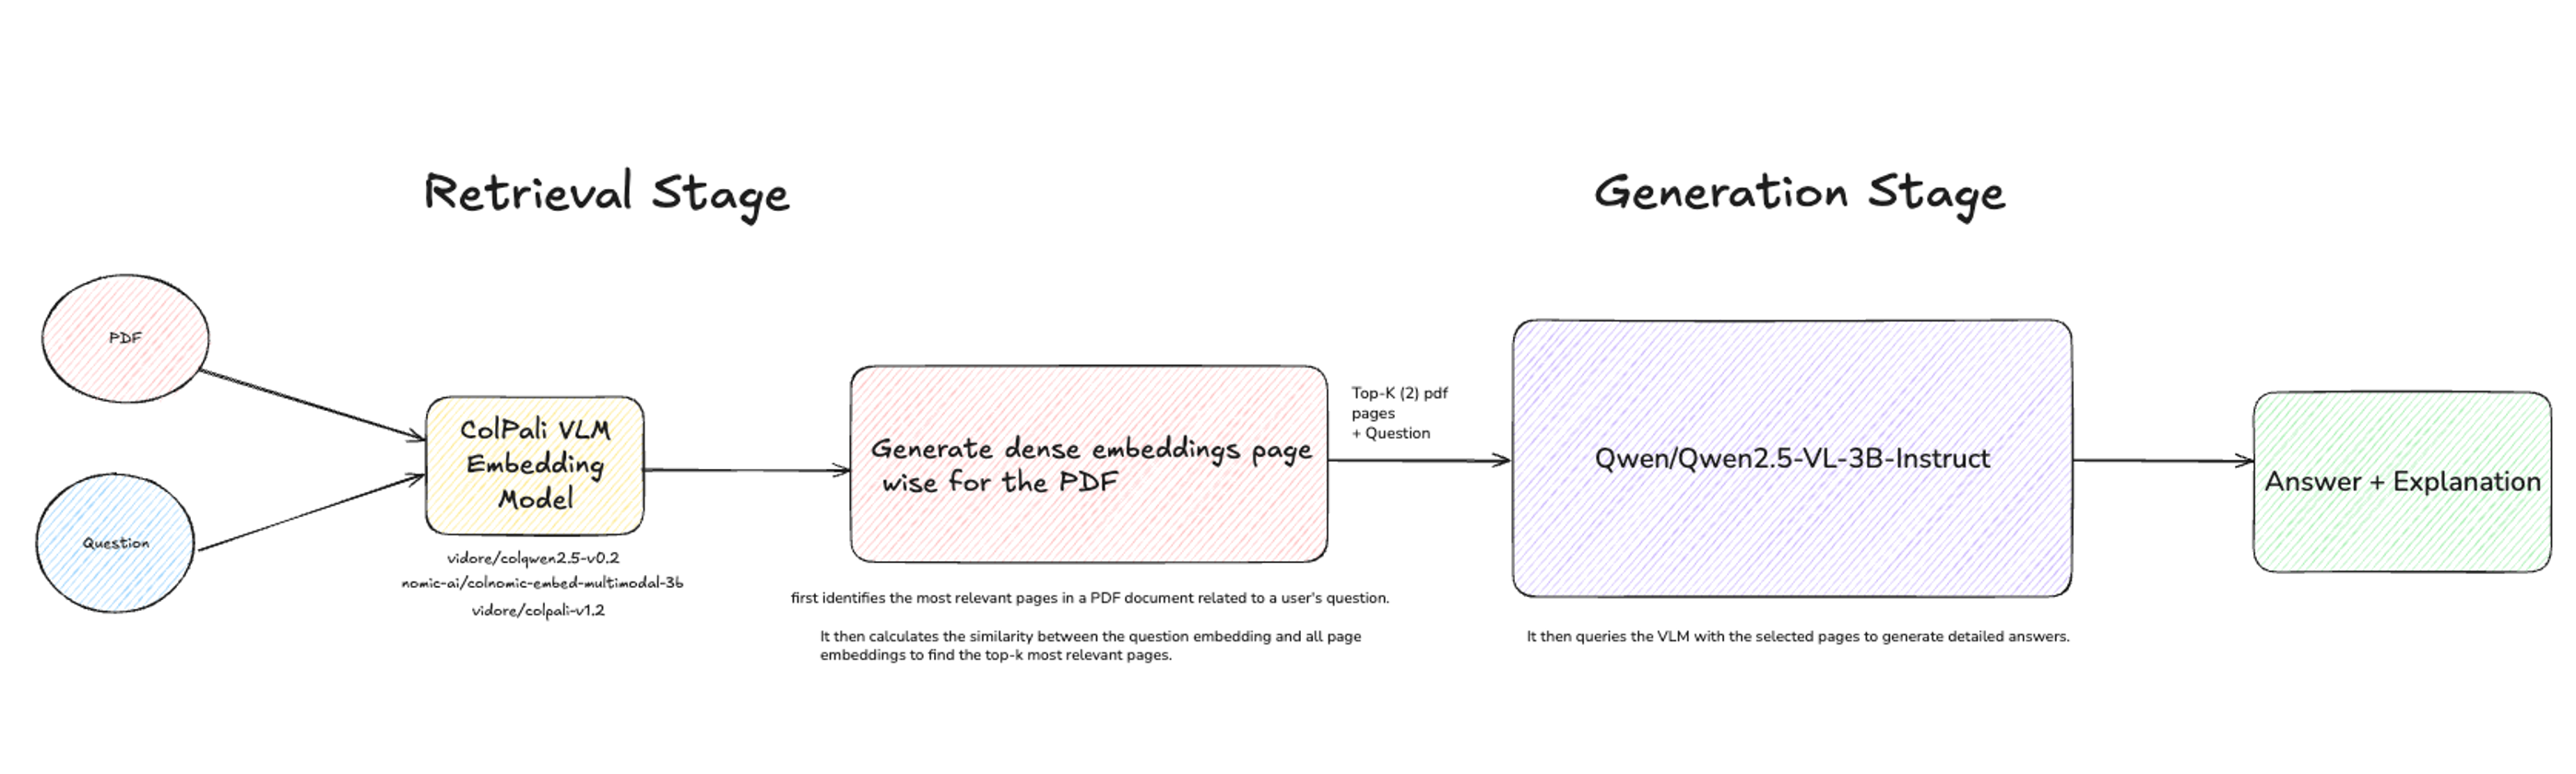 Retrieval Stage
Generation Stage
PDF
Question
ColPali VLM
Embedding
Model
vidore/colqwen2.5-v0.2
nomic-ai/colnomic-embed-multimodal-3b
vidore/colpali-v1.2
Generate dense embeddings page
wise for the PDF
first identifies the most relevant pages in a PDF document related to a user's question.
It then calculates the similarity between the question embedding and all page
embeddings to find the top-k most relevant pages.
Top-K (2) pdf
pages
+ Question
Qwen/Qwen2.5-VL-3B-Instruct
It then queries the VLM with the selected pages to generate detailed answers.
Answer + Explanation